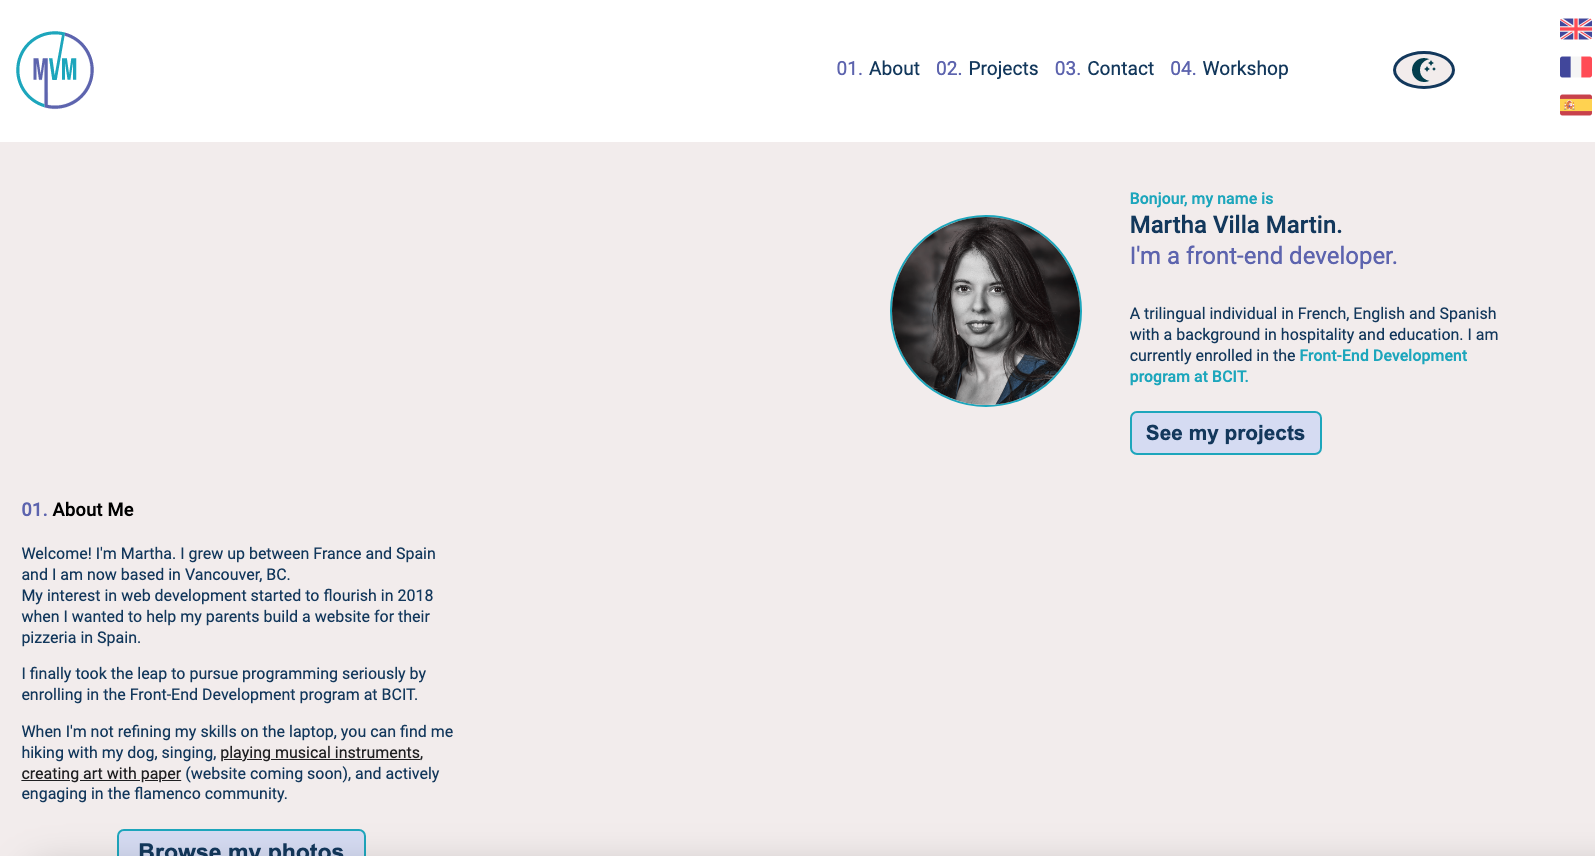 MVM
01. About 02. Projects 03. Contact 04. Workshop
Bonjour, my name is
Martha Villa Martin.
I'm a front-end developer.
A trilingual individual in French, English and Spanish
with a background in hospitality and education. I am
currently enrolled in the Front-End Development
program at BCIT.
See my projects
01. About Me
Welcome! I'm Martha. I grew up between France and Spain
and I am now based in Vancouver, BC.
My interest in web development started to flourish in 2018
when I wanted to help my parents build a website for their
pizzeria in Spain.
I finally took the leap to pursue programming seriously by
enrolling in the Front-End Development program at BCIT.
When I'm not refining my skills on the laptop, you can find me
hiking with my dog, singing, playing musical instruments,
creating art with paper (website coming soon), and actively
engaging in the flamenco community.
Browse my photos